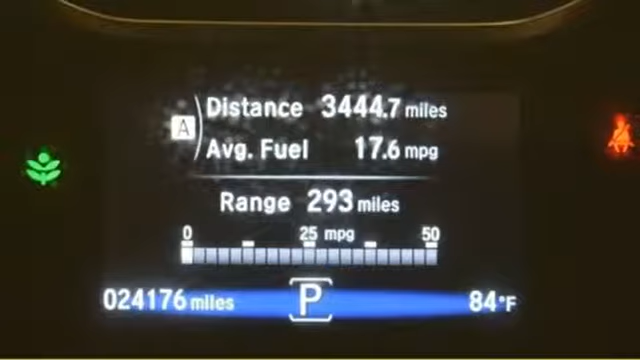 A
Distance 3444.7 miles
Avg. Fuel 17.6 mpg
Range 293 miles
0 25 mpg 50
024176 miles P 84°F